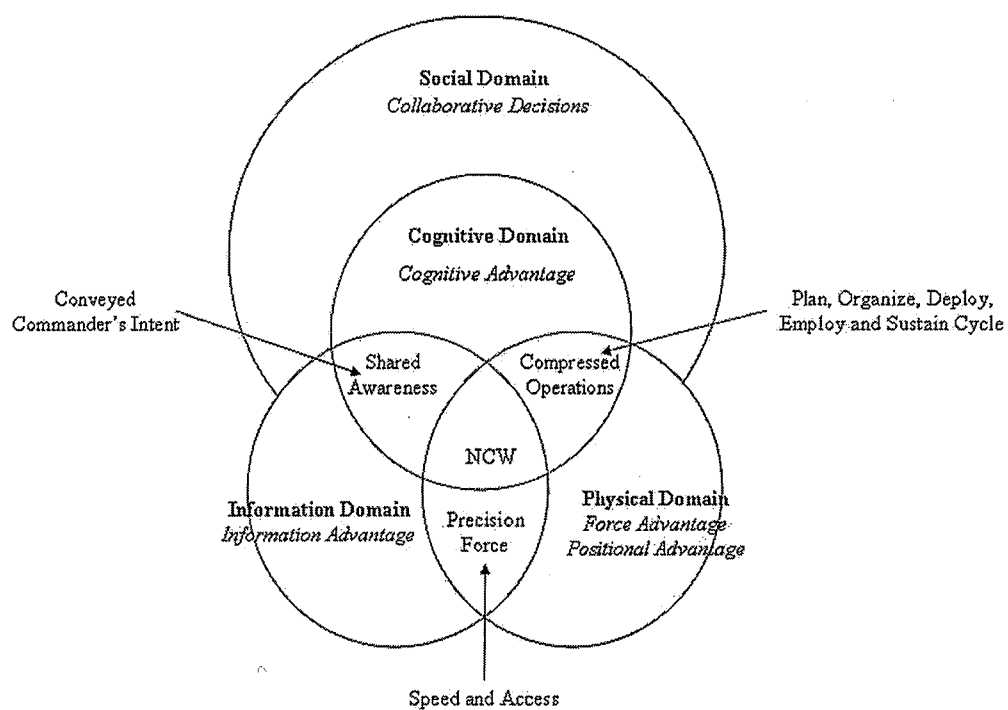 Social Domain
Collaborative Decisions
Cognitive Domain
Cognitive Advantage
Conveyed
Commander's Intent
Plan, Organize, Deploy,
Employ and Sustain Cycle
Shared
Awareness
Compressed
Operations
NCW
Information Domain
Information Advantage
Precision
Force
Physical Domain
Force Advantage
Positional Advantage
Speed and Access